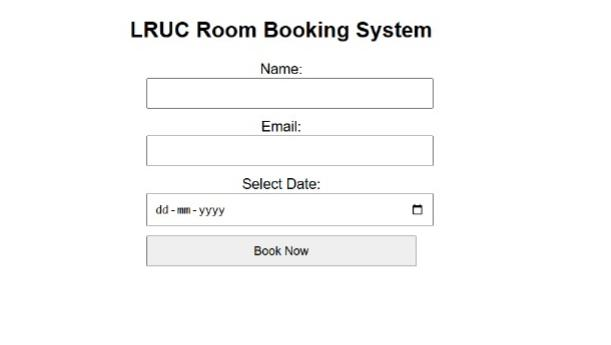 LRUC Room Booking System
Name:
Email:
Select Date:
dd-mm-yyyy
Book Now